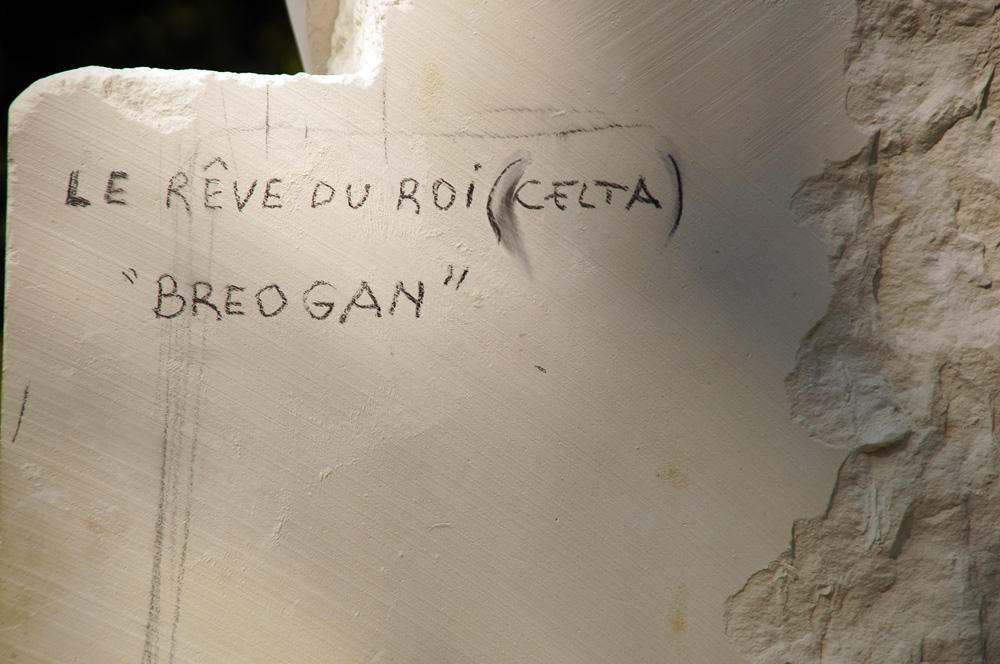 LE RÊVE DU ROi (CELTA)
"BREOGAN"